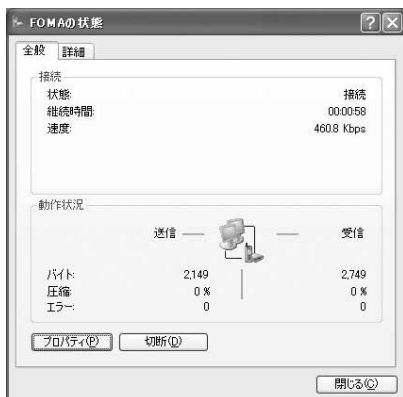 FOMAの状態
全般 詳細
接続
状態: 接続
継続時間: 00:00:58
速度: 460.8 Kbps
動作状況
送信 — — 受信
バイト: 2,149 2,749
圧縮: 0 % 0 %
エラー: 0 0
プロパティ(P) 切断(D)
閉じる(C)